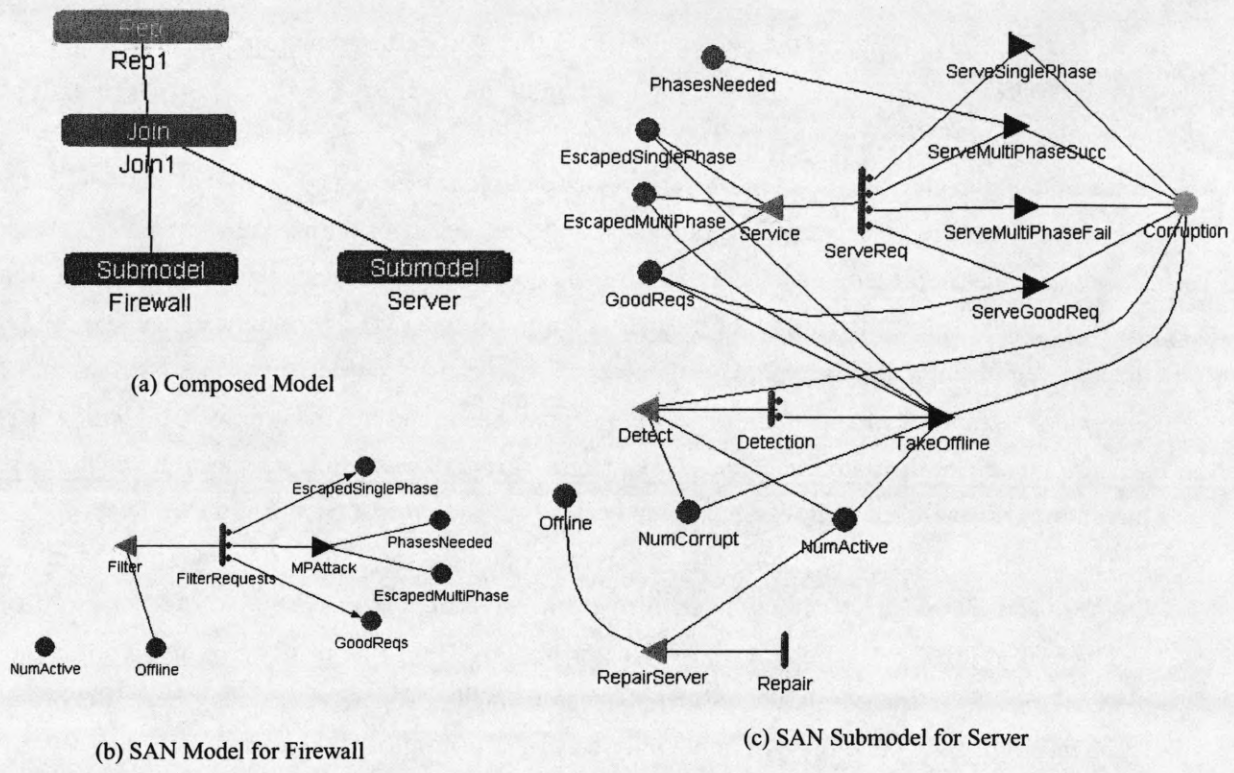 Rep
Rep1
Join
Join1
Submodel
Firewall
Submodel
Server
(a) Composed Model
EscapedSinglePhase
PhasesNeeded
Filter
FilterRequests
MPAttack
EscapedMultiPhase
GoodReqs
NumActive
Offline
(b) SAN Model for Firewall
PhasesNeeded
ServeSinglePhase
EscapedSinglePhase
ServeMultiPhaseSucc
EscapedMultiPhase
Service
ServeReq
ServeMultiPhaseFail
Corruption
GoodReqs
ServeGoodReq
Detect
Detection
TakeOffline
Offline
NumCorrupt
NumActive
RepairServer
Repair
(c) SAN Submodel for Server